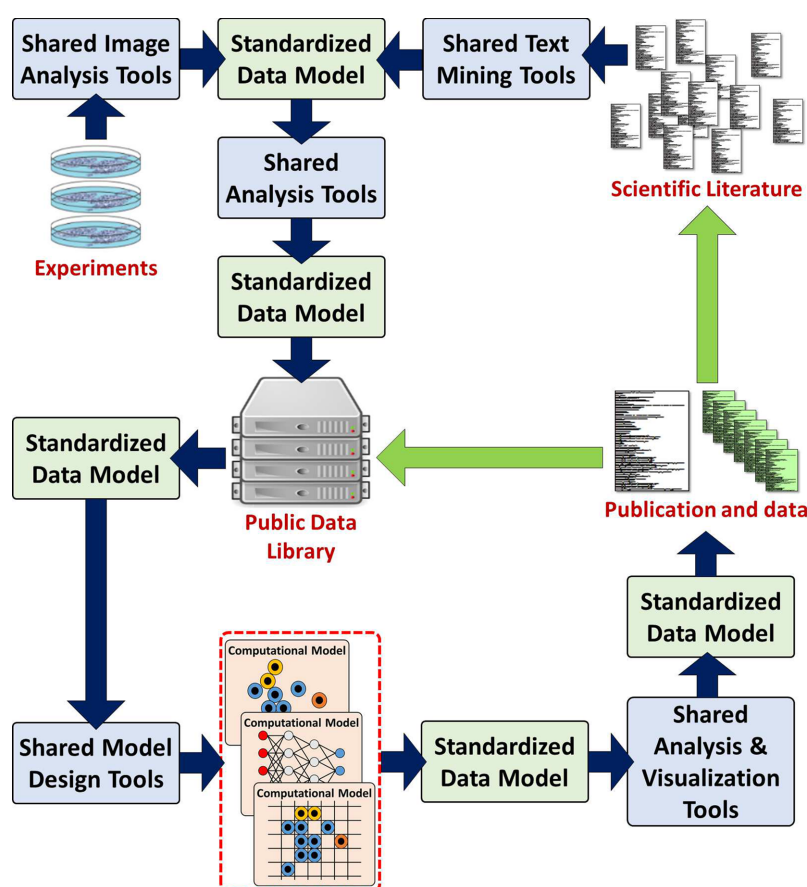 Shared Image
Analysis Tools
Standardized
Data Model
Shared Text
Mining Tools
Scientific Literature
Experiments
Shared
Analysis Tools
Standardized
Data Model
Standardized
Data Model
Public Data
Library
Publication and data
Standardized
Data Model
Computational Model
Computational Model
Computational Model
Shared Model
Design Tools
Standardized
Data Model
Shared
Analysis &
Visualization
Tools